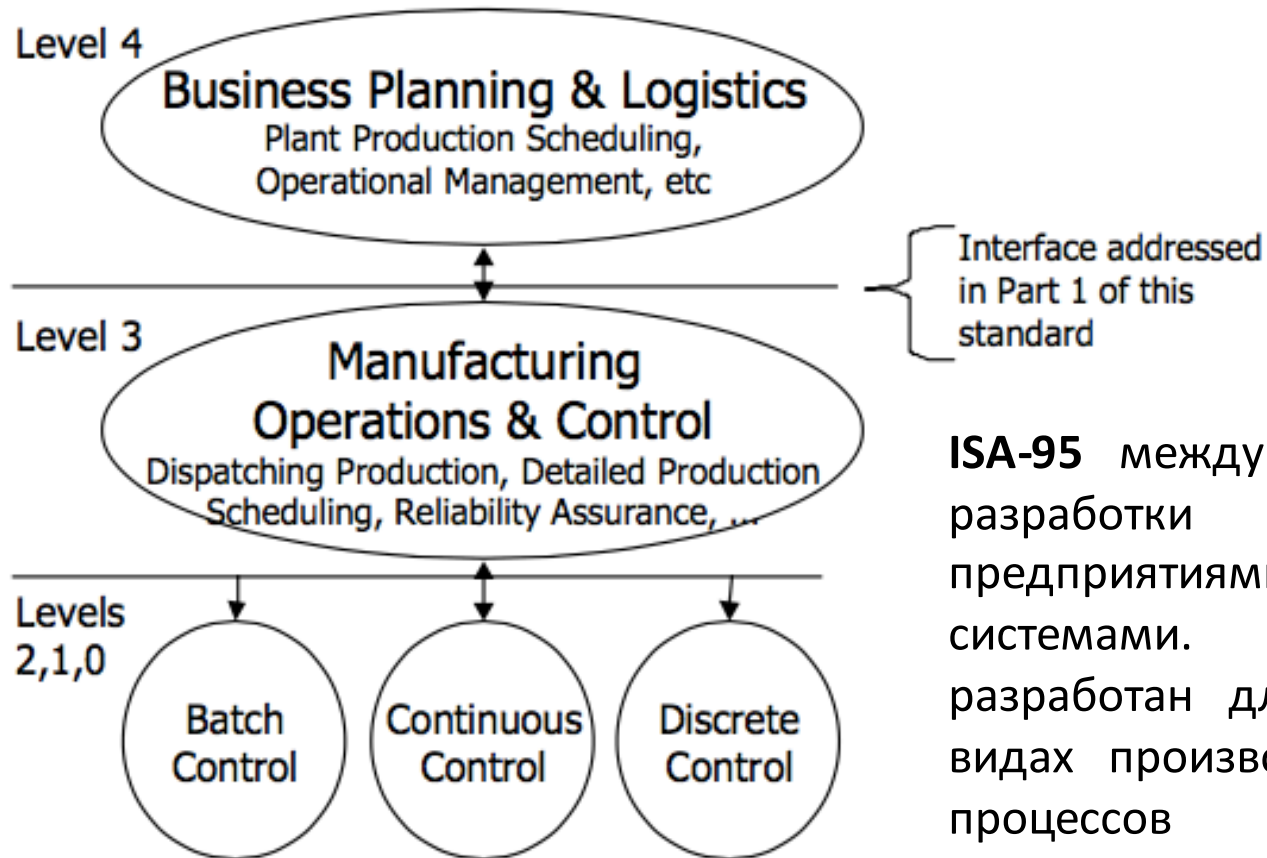 Level 4
Business Planning & Logistics
Plant Production Scheduling,
Operational Management, etc
Interface addressed
in Part 1 of this
standard
Level 3
Manufacturing
Operations & Control
Dispatching Production, Detailed Production
Scheduling, Reliability Assurance, ...
Levels
2,1,0
Batch
Control
Continuous
Control
Discrete
Control
ISA-95 между
разработки
предприятиям
системами.
разработан дл
видах произве
процессов